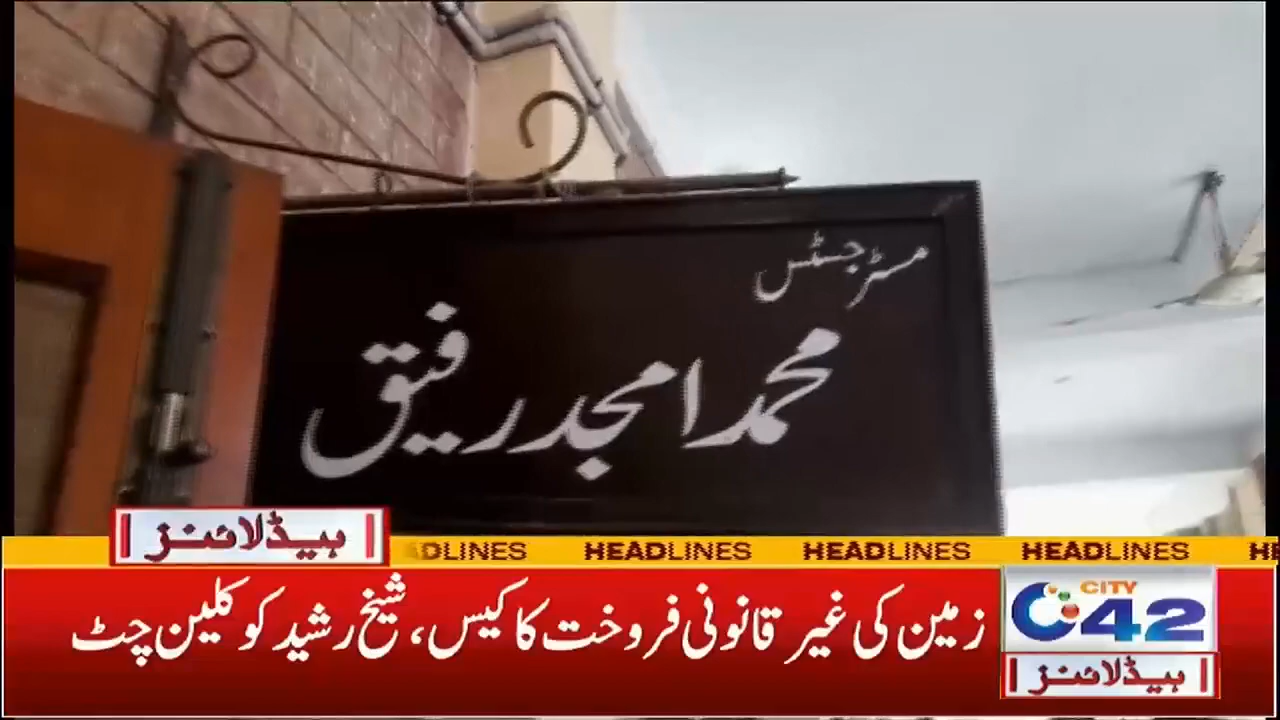 مسٹر جسٹس
محمد امجد رفیق
ہیڈلائنز
HEADLINES HEADLINES HEADLINES HEADLINES
زمین کی غیر قانونی فروخت کا کیس، شیخ رشید کو کلین چٹ
CITY
42
ہیڈلائنز